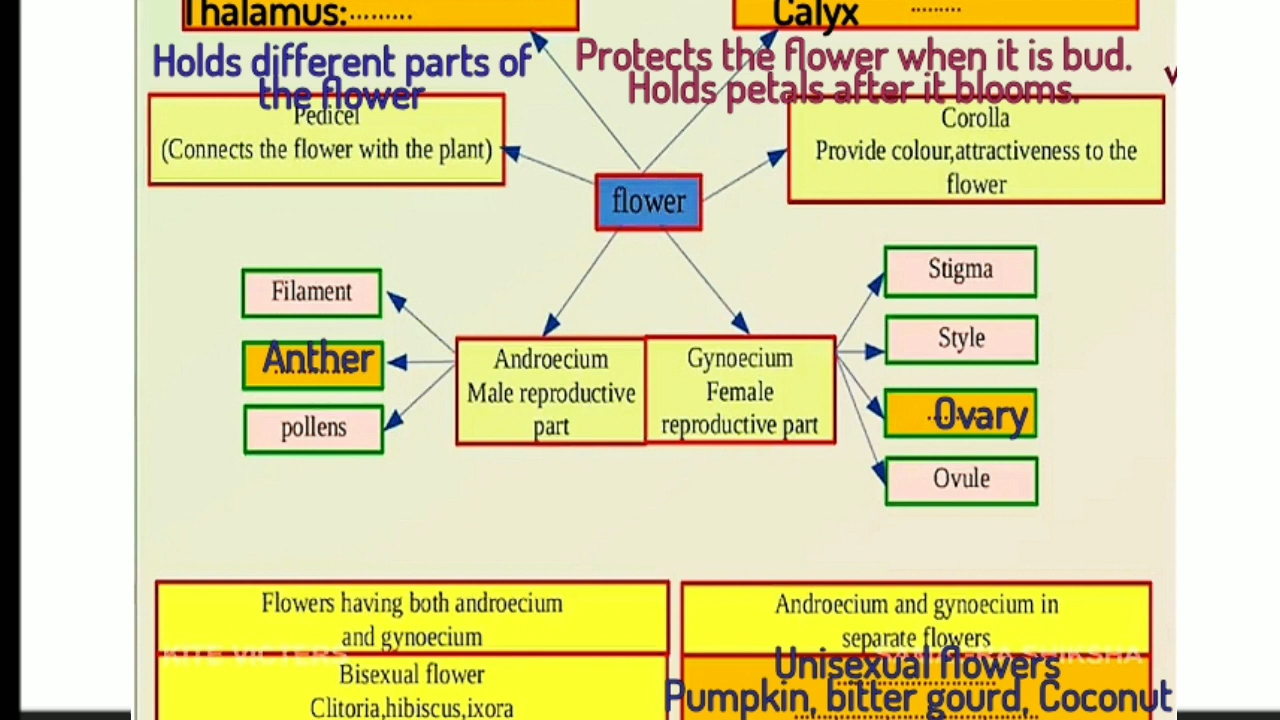 Thalamus:.........
Calyx .........
Holds different parts of
the flower
Protects the flower when it is bud.
Holds petals after it blooms.
Pedicel
(Connects the flower with the plant)
Corolla
Provide colour,attractiveness to the
flower
flower
Filament
Anther
pollens
Androecium
Male reproductive
part
Gynoecium
Female
reproductive part
Stigma
Style
Ovary
Ovule
Flowers having both androecium
and gynoecium
KITE VICTERS
Bisexual flower
Clitoria,hibiscus,ixora
Androecium and gynoecium in
separate flowers
SHIKSHA
Unisexual flowers
Pumpkin, bitter gourd, Coconut